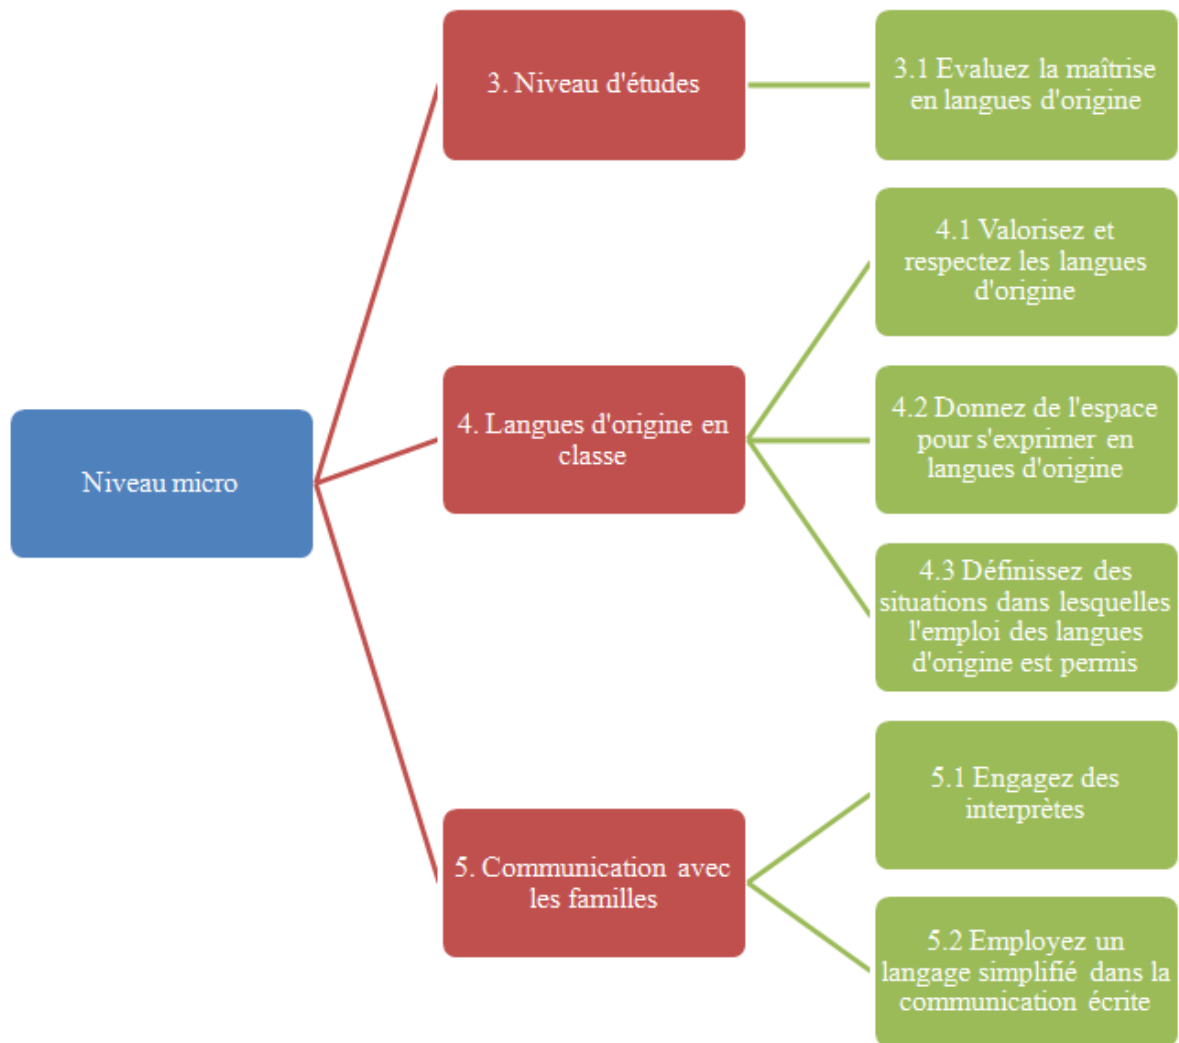 Niveau micro
3. Niveau d'études
3.1 Evaluez la maîtrise
en langues d'origine
4. Langues d'origine en
classe
4.1 Valorisez et
respectez les langues
d'origine
4.2 Donnez de l'espace
pour s'exprimer en
langues d'origine
4.3 Définissez des
situations dans lesquelles
l'emploi des langues
d'origine est permis
5. Communication avec
les familles
5.1 Engagez des
interprètes
5.2 Employez un
langage simplifié dans la
communication écrite